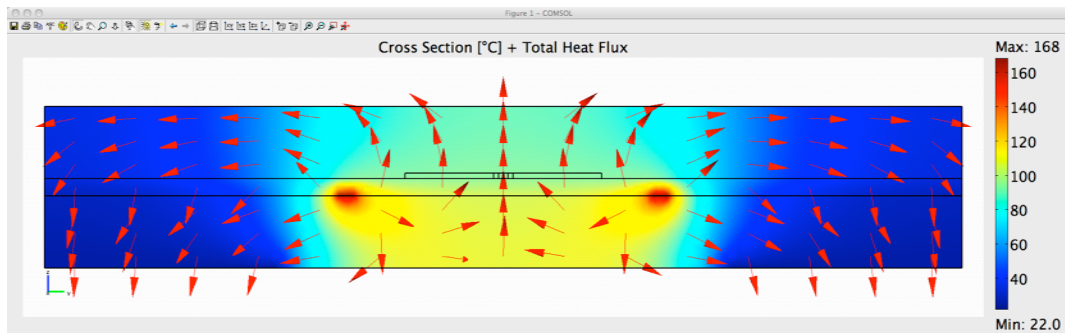 Figure 1 – COMSOL
Cross Section [°C] + Total Heat Flux
Max: 168
160
140
120
100
80
60
40
Min: 22.0